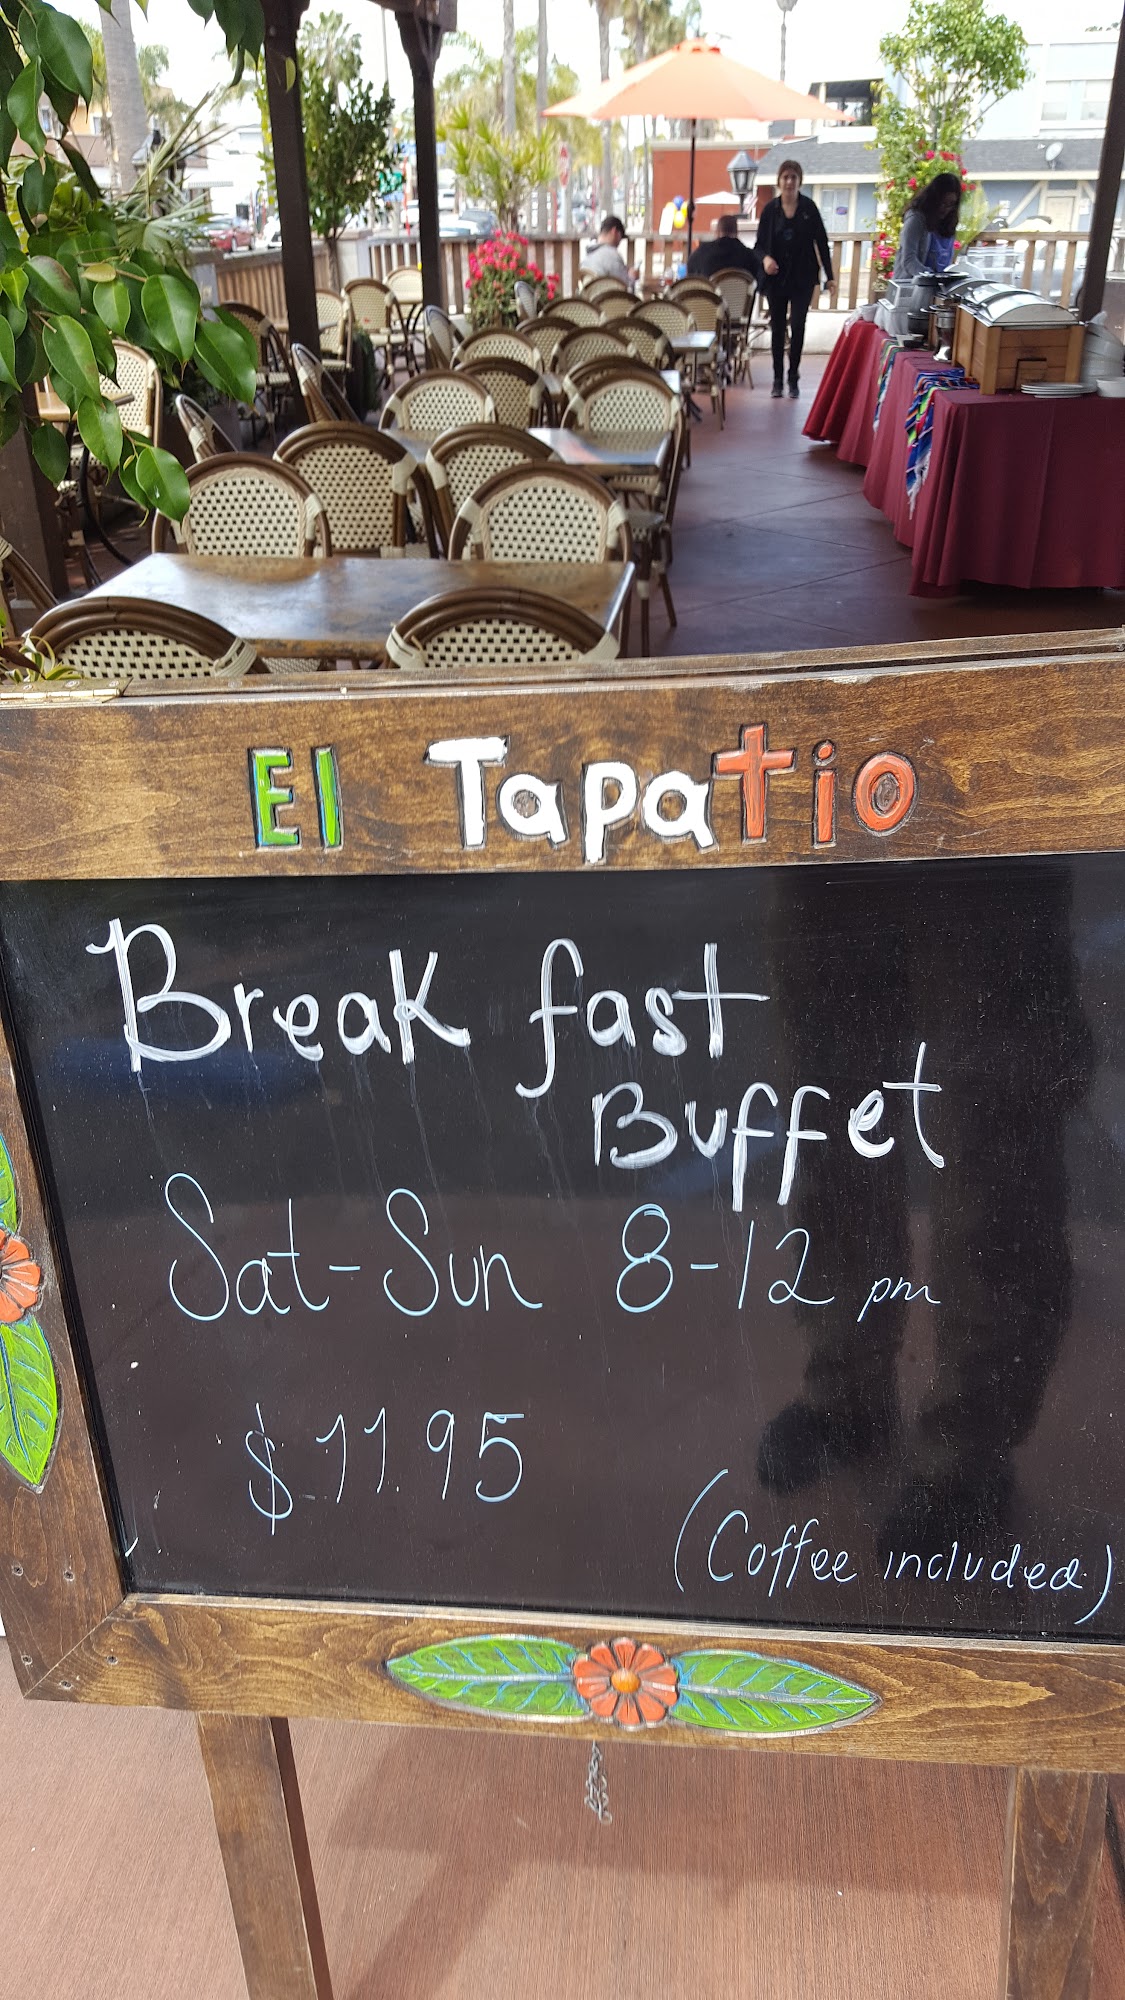 El Tapatio
Break fast
Buffet
Sat-Sun 8-12 pm
$11.95
(Coffee included)